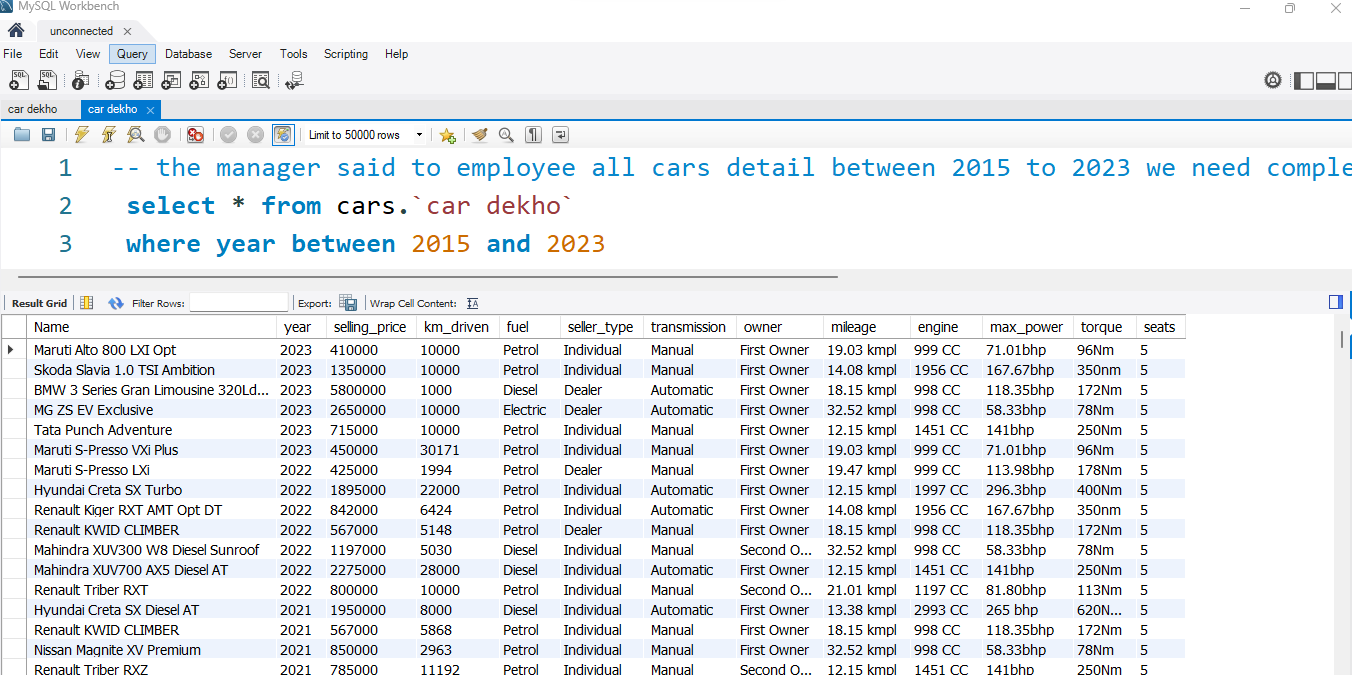 MySQL Workbench
unconnected
File Edit View Query Database Server Tools Scripting Help
car dekho car dekho
Limit to 50000 rows
1 -- the manager said to employee all cars detail between 2015 to 2023 we need comple
2 select * from cars.`car dekho`
3 where year between 2015 and 2023
Result Grid Filter Rows: Export: Wrap Cell Content:
Name year selling_price km_driven fuel seller_type transmission owner mileage engine max_power torque seats
Maruti Alto 800 LXI Opt 2023 410000 10000 Petrol Individual Manual First Owner 19.03 kmpl 999 CC 71.01bhp 96Nm 5
Skoda Slavia 1.0 TSI Ambition 2023 1350000 10000 Petrol Individual Manual First Owner 14.08 kmpl 1956 CC 167.67bhp 350nm 5
BMW 3 Series Gran Limousine 320Ld... 2023 5800000 1000 Diesel Dealer Automatic First Owner 18.15 kmpl 998 CC 118.35bhp 172Nm 5
MG ZS EV Exclusive 2023 2650000 10000 Electric Dealer Automatic First Owner 32.52 kmpl 998 CC 58.33bhp 78Nm 5
Tata Punch Adventure 2023 715000 10000 Petrol Individual Manual First Owner 12.15 kmpl 1451 CC 141bhp 250Nm 5
Maruti S-Presso VXi Plus 2023 450000 30171 Petrol Individual Manual First Owner 19.03 kmpl 999 CC 71.01bhp 96Nm 5
Maruti S-Presso LXi 2022 425000 1994 Petrol Dealer Manual First Owner 19.47 kmpl 999 CC 113.98bhp 178Nm 5
Hyundai Creta SX Turbo 2022 1895000 22000 Petrol Individual Automatic First Owner 12.15 kmpl 1997 CC 296.3bhp 400Nm 5
Renault Kiger RXT AMT Opt DT 2022 842000 6424 Petrol Individual Automatic First Owner 14.08 kmpl 1956 CC 167.67bhp 350nm 5
Renault KWID CLIMBER 2022 567000 5148 Petrol Dealer Manual First Owner 18.15 kmpl 998 CC 118.35bhp 172Nm 5
Mahindra XUV300 W8 Diesel Sunroof 2022 1197000 5030 Diesel Individual Manual Second O... 32.52 kmpl 998 CC 58.33bhp 78Nm 5
Mahindra XUV700 AX5 Diesel AT 2022 2275000 28000 Diesel Individual Automatic First Owner 12.15 kmpl 1451 CC 141bhp 250Nm 5
Renault Triber RXT 2022 800000 10000 Petrol Individual Manual Second O... 21.01 kmpl 1197 CC 81.80bhp 113Nm 5
Hyundai Creta SX Diesel AT 2021 1950000 8000 Diesel Individual Automatic First Owner 13.38 kmpl 2993 CC 265 bhp 620N... 5
Renault KWID CLIMBER 2021 567000 5868 Petrol Individual Manual First Owner 18.15 kmpl 998 CC 118.35bhp 172Nm 5
Nissan Magnite XV Premium 2021 850000 2963 Petrol Individual Manual First Owner 32.52 kmpl 998 CC 58.33bhp 78Nm 5
Renault Triber RXZ 2021 785000 11192 Petrol Individual Manual Second O... 12.15 kmpl 1451 CC 141bhp 250Nm 5